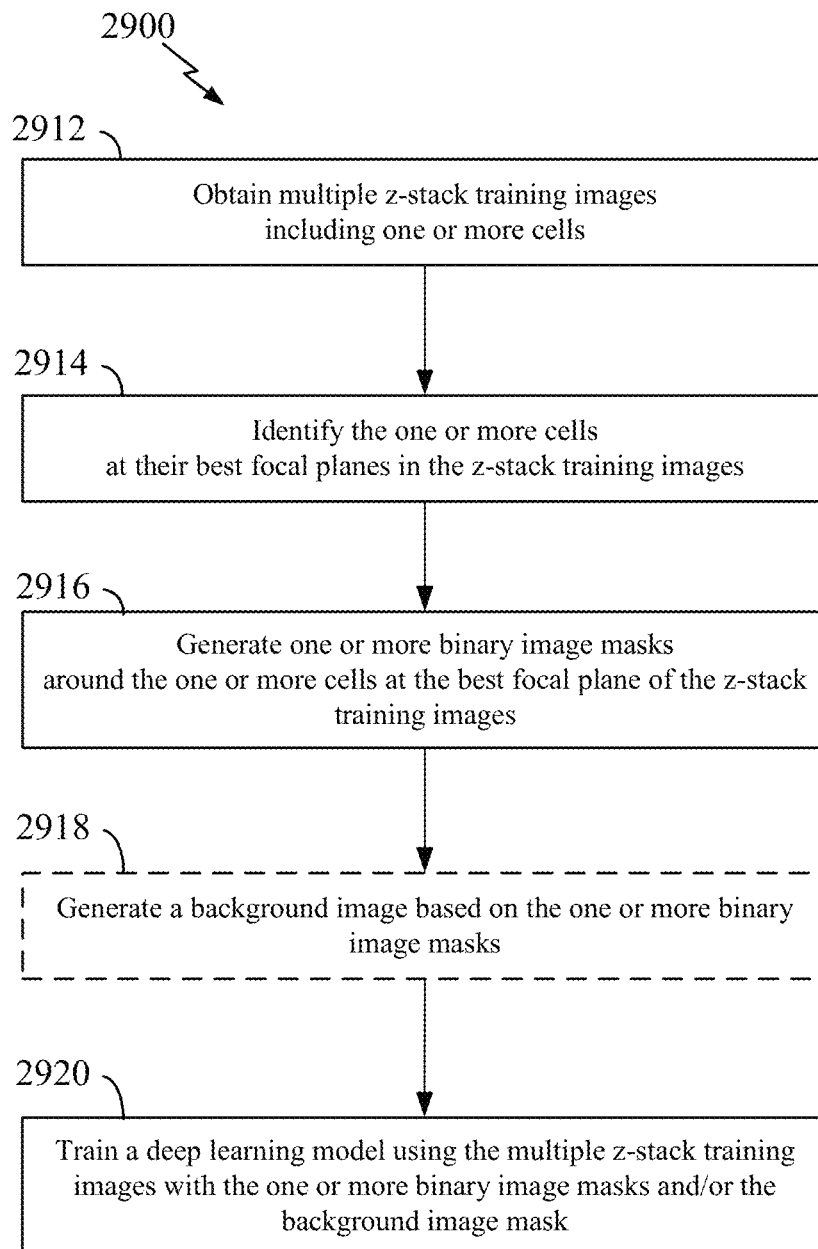 2900
2912
Obtain multiple z-stack training images
including one or more cells
2914
Identify the one or more cells
at their best focal planes in the z-stack training images
2916
Generate one or more binary image masks
around the one or more cells at the best focal plane of the z-stack
training images
2918
Generate a background image based on the one or more binary
image masks
2920
Train a deep learning model using the multiple z-stack training
images with the one or more binary image masks and/or the
background image mask